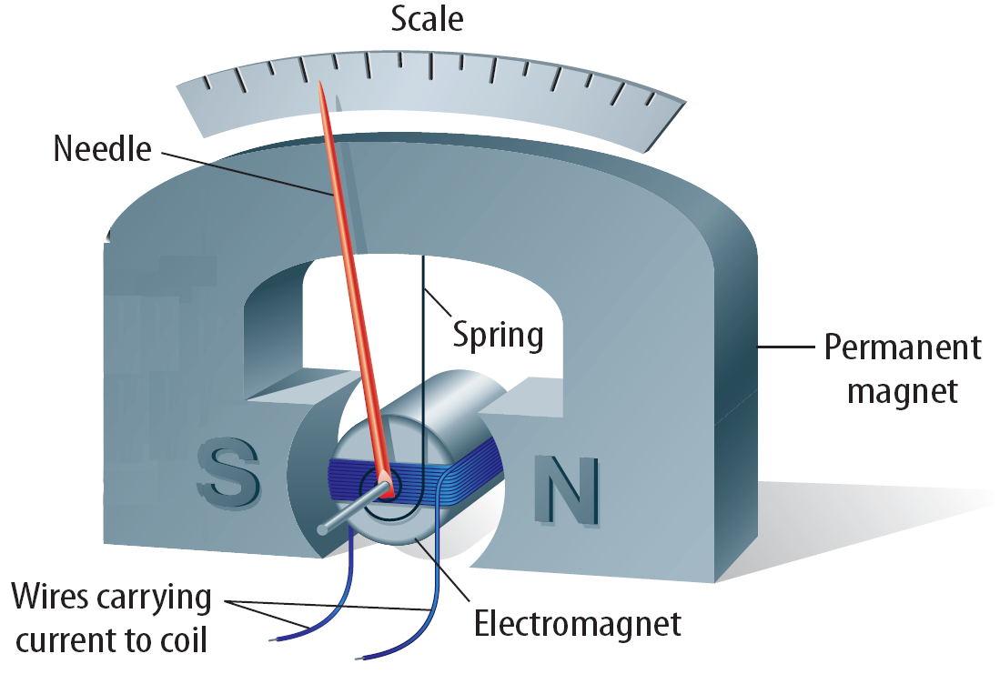 Scale
Needle
Spring
Permanent
magnet
S
N
Wires carrying
current to coil
Electromagnet